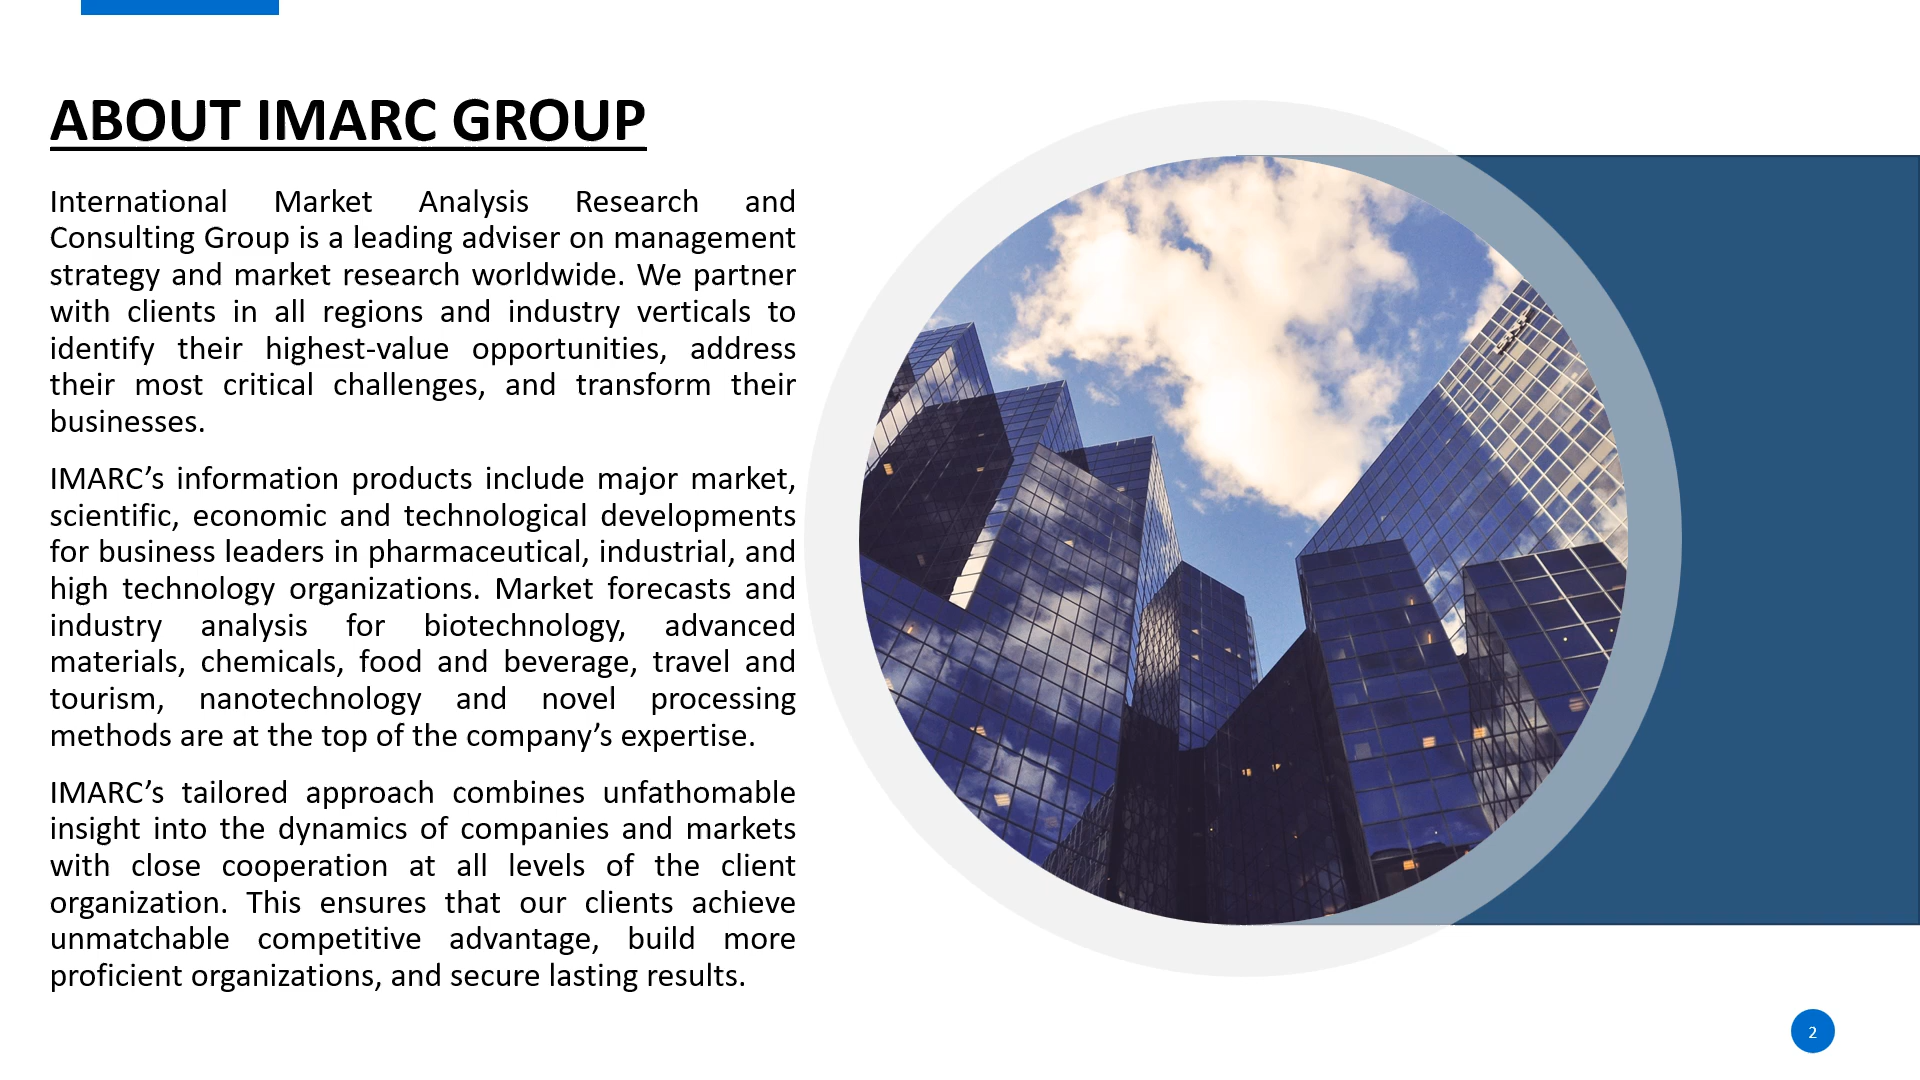 ABOUT IMARC GROUP
International Market Analysis Research and
Consulting Group is a leading adviser on management
strategy and market research worldwide. We partner
with clients in all regions and industry verticals to
identify their highest-value opportunities, address
their most critical challenges, and transform their
businesses.
IMARC’s information products include major market,
scientific, economic and technological developments
for business leaders in pharmaceutical, industrial, and
high technology organizations. Market forecasts and
industry analysis for biotechnology, advanced
materials, chemicals, food and beverage, travel and
tourism, nanotechnology and novel processing
methods are at the top of the company’s expertise.
IMARC’s tailored approach combines unfathomable
insight into the dynamics of companies and markets
with close cooperation at all levels of the client
organization. This ensures that our clients achieve
unmatchable competitive advantage, build more
proficient organizations, and secure lasting results.
2